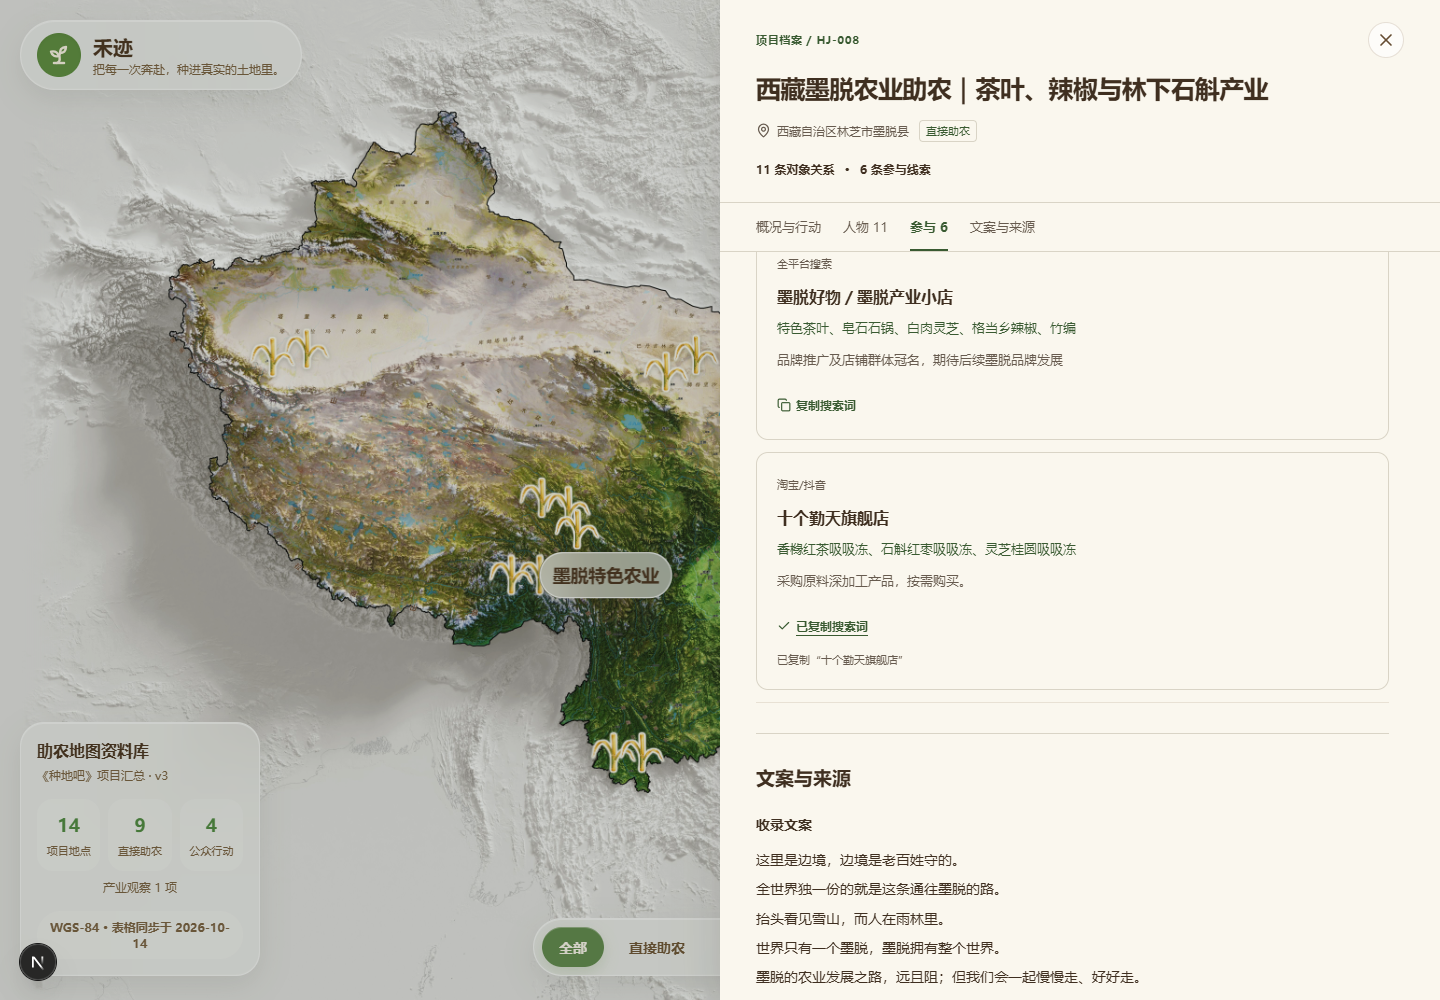 禾迹
把每一次奔赴，种进真实的土地里。
墨脱特色农业
助农地图资料库
《种地吧》项目汇总 · v3
14
项目地点
9
直接助农
4
公众行动
产业观察 1 项
WGS-84 • 表格同步于 2026-10-
14
N
全部
直接助农
项目档案 / HJ-008
西藏墨脱农业助农｜茶叶、辣椒与林下石斛产业
西藏自治区林芝市墨脱县
直接助农
11 条对象关系 • 6 条参与线索
概况与行动
人物 11
参与 6
文案与来源
全平台搜索
墨脱好物 / 墨脱产业小店
特色茶叶、皂石石锅、白肉灵芝、格当乡辣椒、竹编
品牌推广及店铺群体冠名，期待后续墨脱品牌发展
复制搜索词
淘宝/抖音
十个勤天旗舰店
香橼红茶吸吸冻、石斛红枣吸吸冻、灵芝桂圆吸吸冻
采购原料深加工产品，按需购买。
已复制搜索词
已复制“十个勤天旗舰店”
文案与来源
收录文案
这里是边境，边境是老百姓守的。
全世界独一份的就是这条通往墨脱的路。
抬头看见雪山，而人在雨林里。
世界只有一个墨脱，墨脱拥有整个世界。
墨脱的农业发展之路，远且阻；但我们会一起慢慢走、好好走。